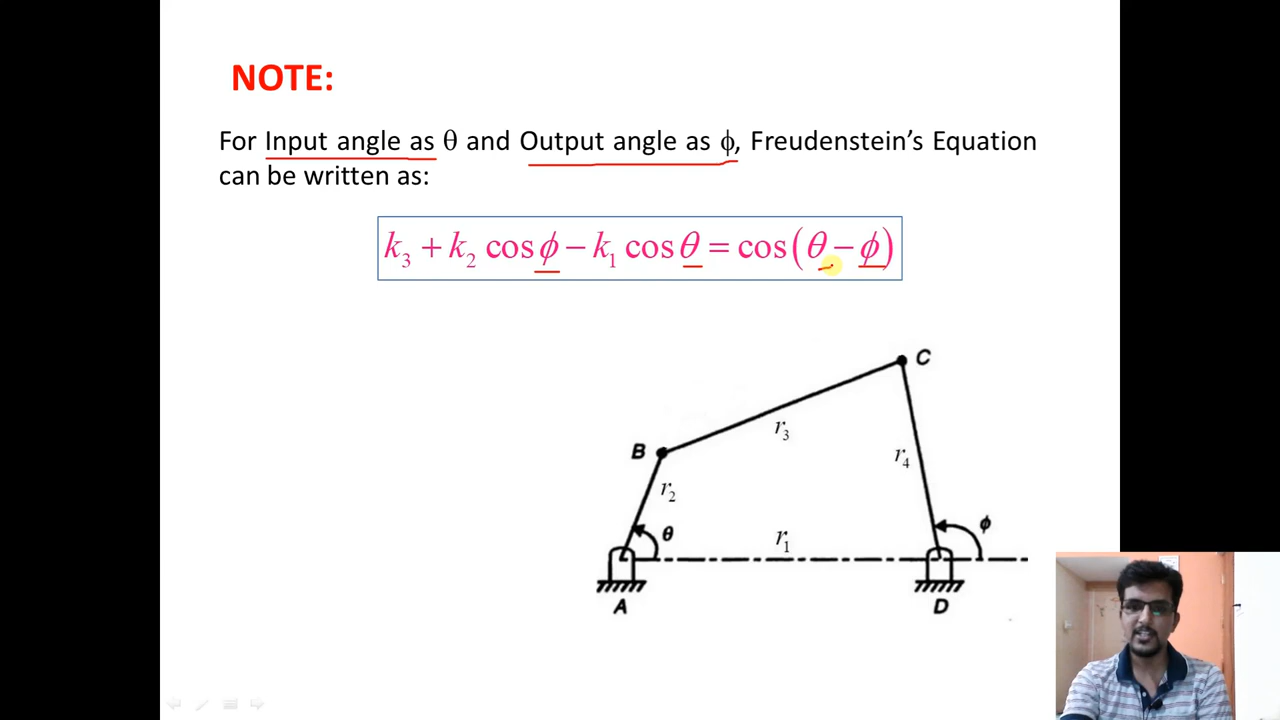 NOTE:
For Input angle as θ and Output angle as ϕ, Freudenstein’s Equation
can be written as:
k₃ + k₂ cos ϕ − k₁ cos θ = cos(θ − ϕ)
C
B
r₃
r₄
r₂
θ
r₁
ϕ
A
D